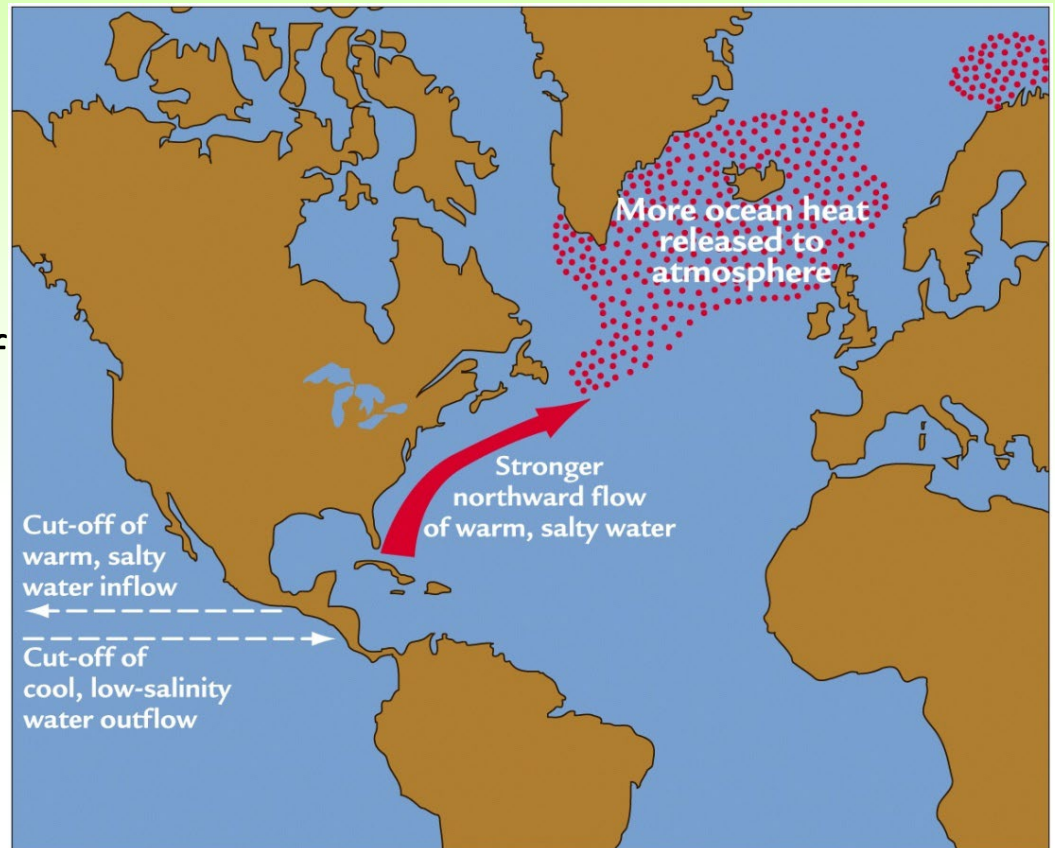 More ocean heat
released to
atmosphere
Stronger
northward flow
of warm, salty water
Cut-off of
warm, salty
water inflow
Cut-off of
cool, low-salinity
water outflow